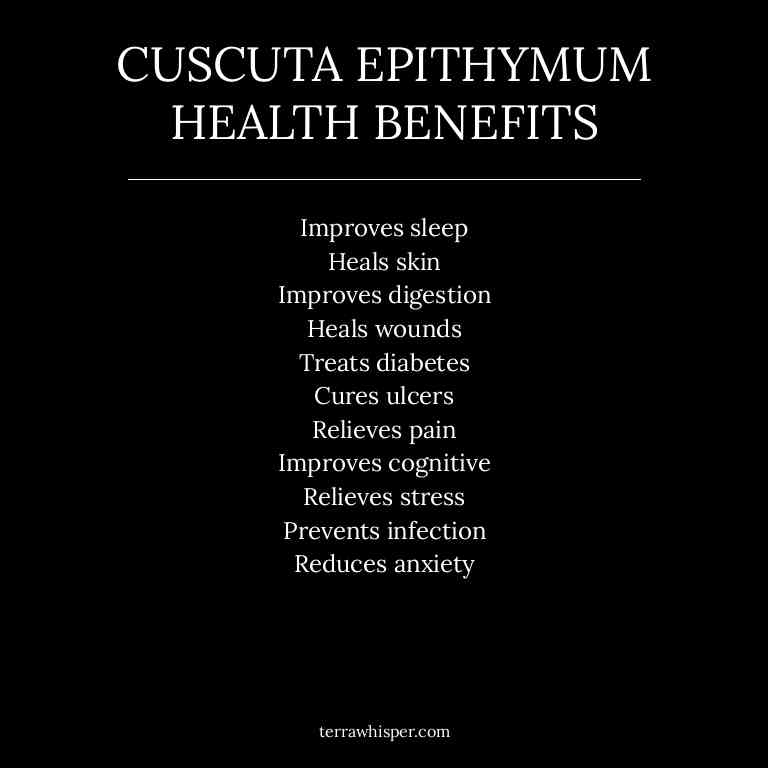 CUSCUTA EPITHYMUM
HEALTH BENEFITS
Improves sleep
Heals skin
Improves digestion
Heals wounds
Treats diabetes
Cures ulcers
Relieves pain
Improves cognitive
Relieves stress
Prevents infection
Reduces anxiety
terrawhisper.com